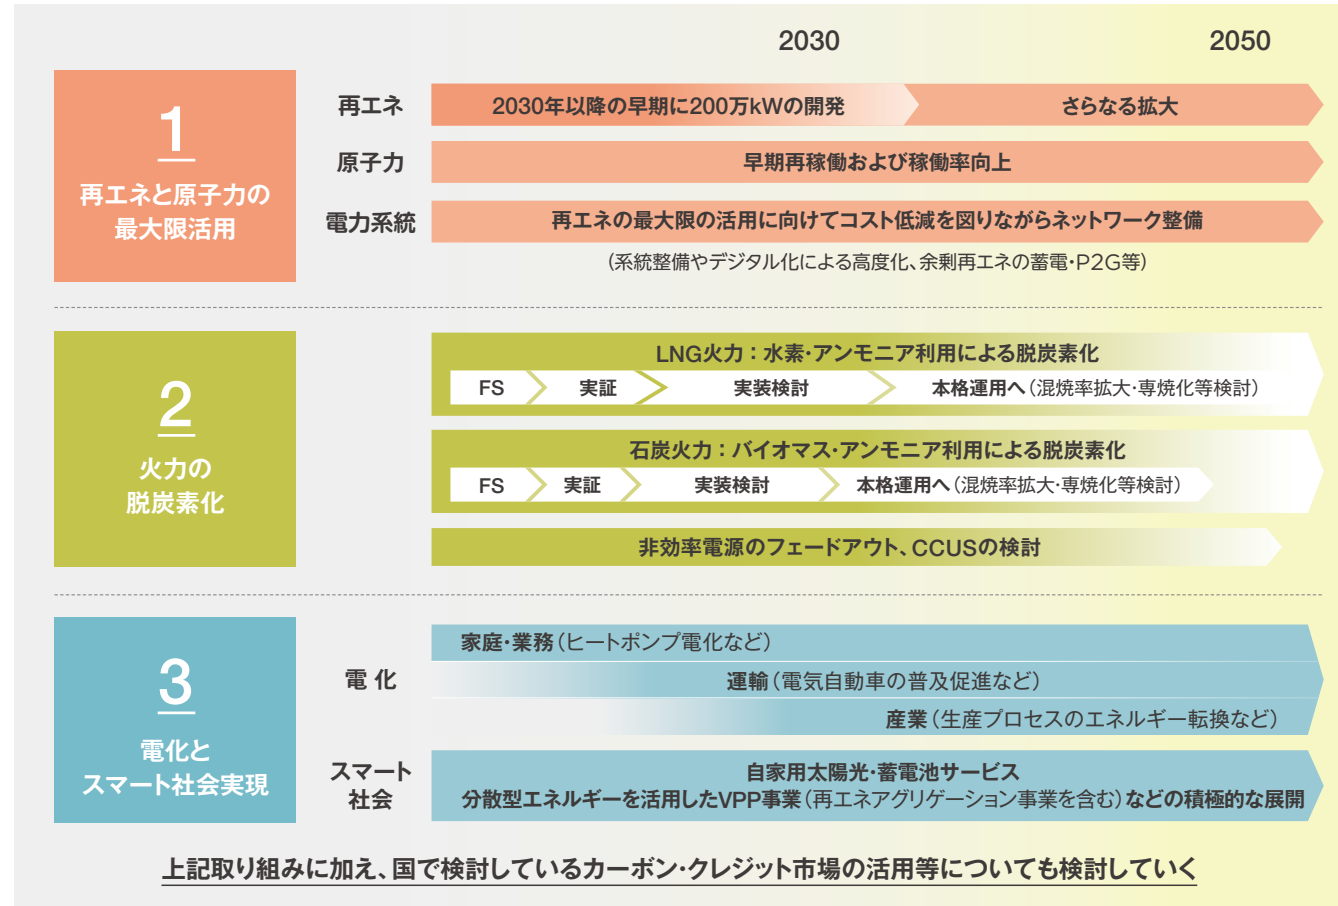 2030
2050
1
再エネと原子力の
最大限活用
再エネ
2030年以降の早期に200万kWの開発
さらなる拡大
原子力
早期再稼働および稼働率向上
電力系統
再エネの最大限の活用に向けてコスト低減を図りながらネットワーク整備
(系統整備やデジタル化による高度化、余剰再エネの蓄電・P2G等)
2
火力の
脱炭素化
LNG火力：水素・アンモニア利用による脱炭素化
FS
実証
実装検討
本格運用へ(混焼率拡大・専焼化等検討)
石炭火力：バイオマス・アンモニア利用による脱炭素化
FS
実証
実装検討
本格運用へ(混焼率拡大・専焼化等検討)
非効率電源のフェードアウト、CCUSの検討
3
電化と
スマート社会実現
電化
家庭・業務(ヒートポンプ電化など)
運輸(電気自動車の普及促進など)
産業(生産プロセスのエネルギー転換など)
スマート
社会
自家用太陽光・蓄電池サービス
分散型エネルギーを活用したVPP事業(再エネアグリゲーション事業を含む)などの積極的な展開
上記取り組みに加え、国で検討しているカーボン・クレジット市場の活用等についても検討していく